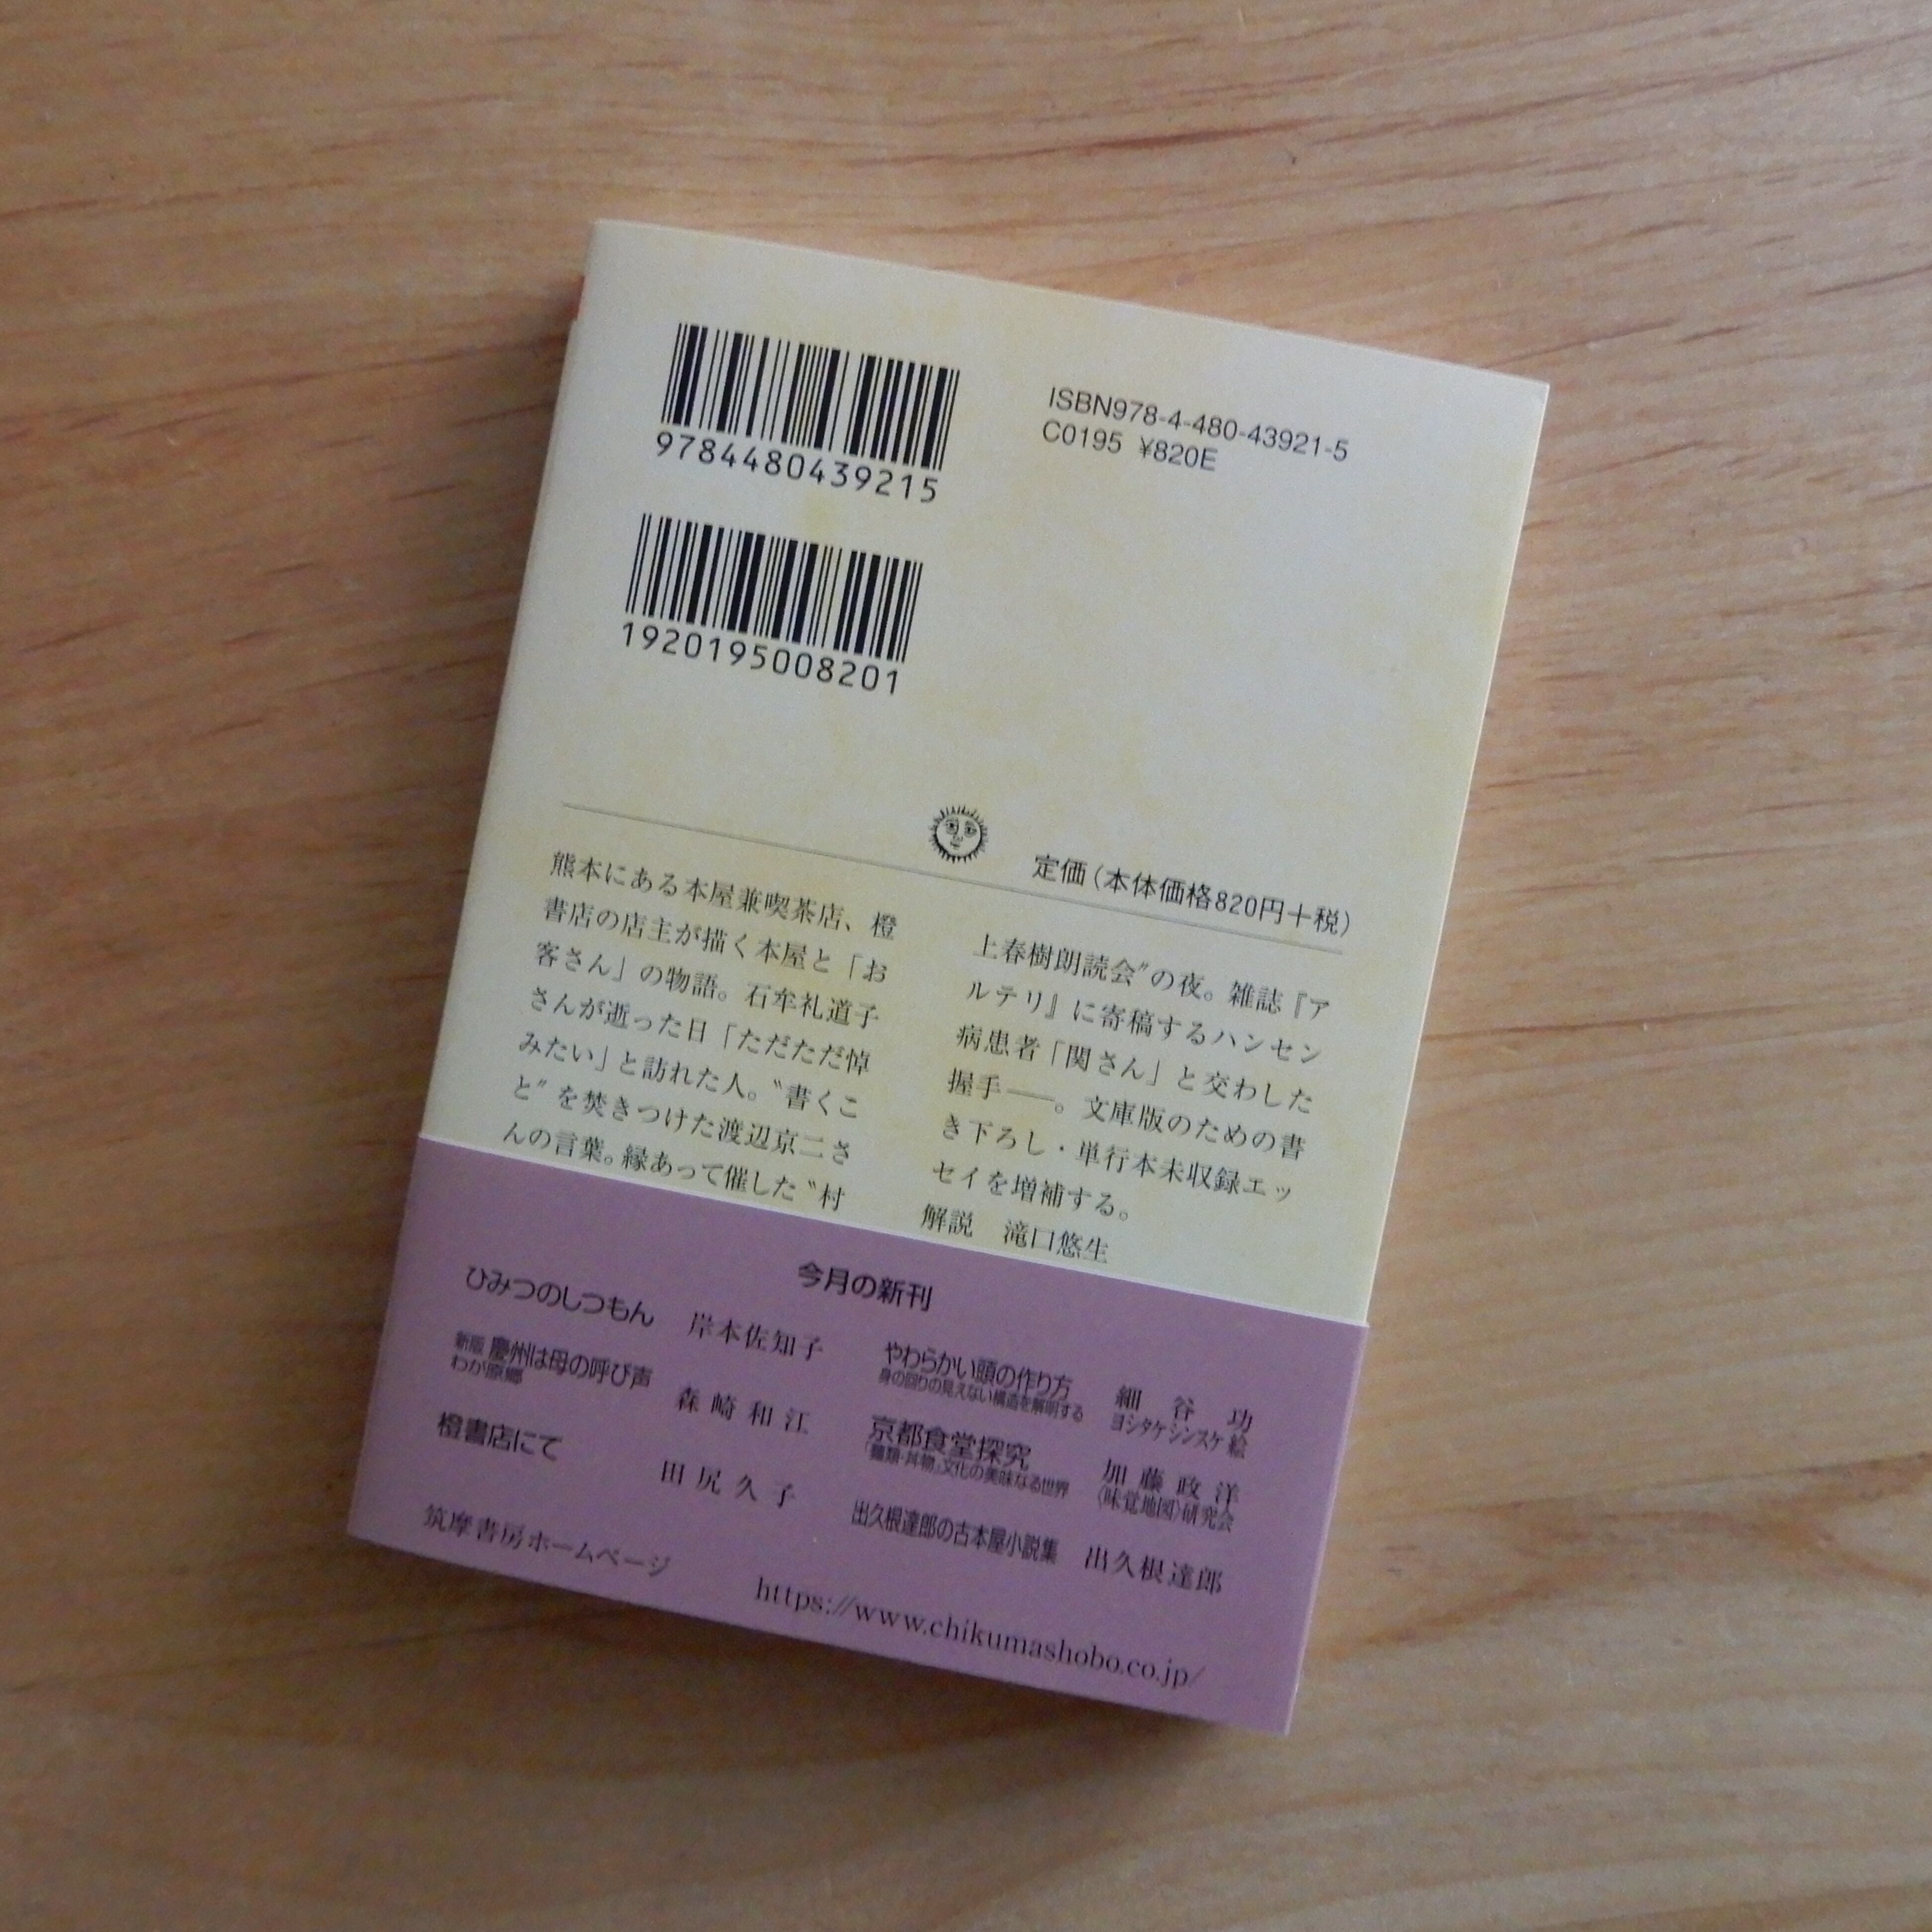 9784480439215
ISBN978-4-480-43921-5
C0195 ¥820E
1920195008201
定価(本体価格820円+税)
熊本にある本屋兼喫茶店、橙
書店の店主が描く本屋と「お
客さん」の物語。石牟礼道子
さんが逝った日「ただただ悼
みたい」と訪れた人。〝書くこ
と〟を焚きつけた渡辺京二さ
んの言葉。縁あって催した〝村
上春樹朗読会〟の夜。雑誌『ア
ルテリ』に寄稿するハンセン
病患者「関さん」と交わした
握手――。文庫版のための書
き下ろし・単行本未収録エッ
セイを増補する。
解説 滝口悠生
今月の新刊
ひみつのしつもん 岸本佐知子
新版 慶州は母の呼び声 森崎和江
わが原郷
橙書店にて 田尻久子
やわらかい頭の作り方 細谷功
身の回りの見えない構造を解明する ヨシタケシンスケ 絵
京都食堂探究 加藤政洋
「麺類・丼物」文化の美味なる世界 〈味覚地図〉研究会
出久根達郎の古本屋小説集 出久根達郎
筑摩書房ホームページ https://www.chikumashobo.co.jp/